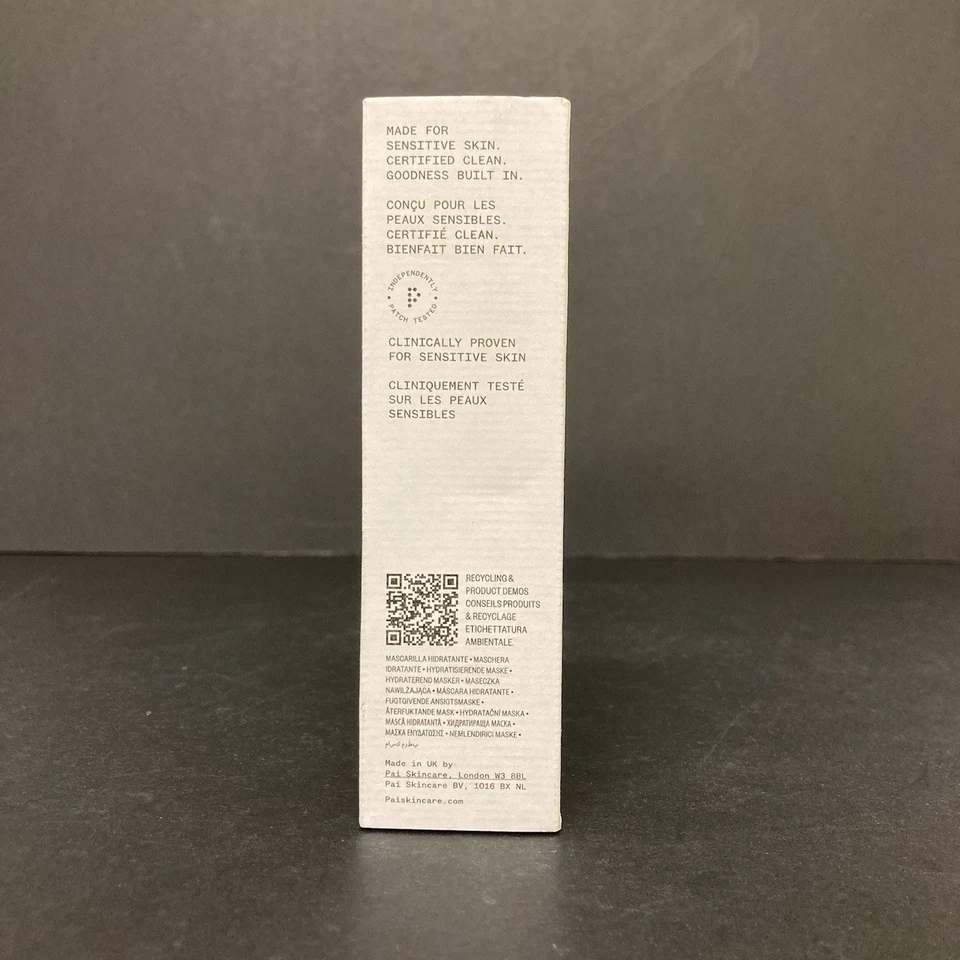 MADE FOR
SENSITIVE SKIN.
CERTIFIED CLEAN.
GOODNESS BUILT IN.
CONÇU POUR LES
PEAUX SENSIBLES.
CERTIFIÉ CLEAN.
BIENFAIT BIEN FAIT.
INDEPENDENTLY
PATCH TESTED
CLINICALLY PROVEN
FOR SENSITIVE SKIN
CLINIQUEMENT TESTÉ
SUR LES PEAUX
SENSIBLES
RECYCLING &
PRODUCT DEMOS
CONSEILS PRODUITS
& RECYCLAGE
ETICHETTATURA
AMBIENTALE.
MASCARILLA HIDRATANTE • MASCHERA
IDRATANTE • HYDRATISIERENDE MASKE •
HYDRATEREND MASKER • MASECZKA
NAWILŻAJĄCA • MÁSCARA HIDRATANTE •
FUGTGIVENDE ANSIGTSMASKE •
ÅTERFUKTANDE MASK • HYDRATAČNÍ MASKA •
MASCĂ HIDRATANTĂ • ХИДРАТИРАЩА МАСКА •
ΜΑΣΚΑ ΕΝΥΔΑΤΩΣΗΣ • NEMLENDIRICI MASKE •
Made in UK by
Pai Skincare, London W3 8BL
Pai Skincare BV, 1016 BX NL
Paiskincare.com